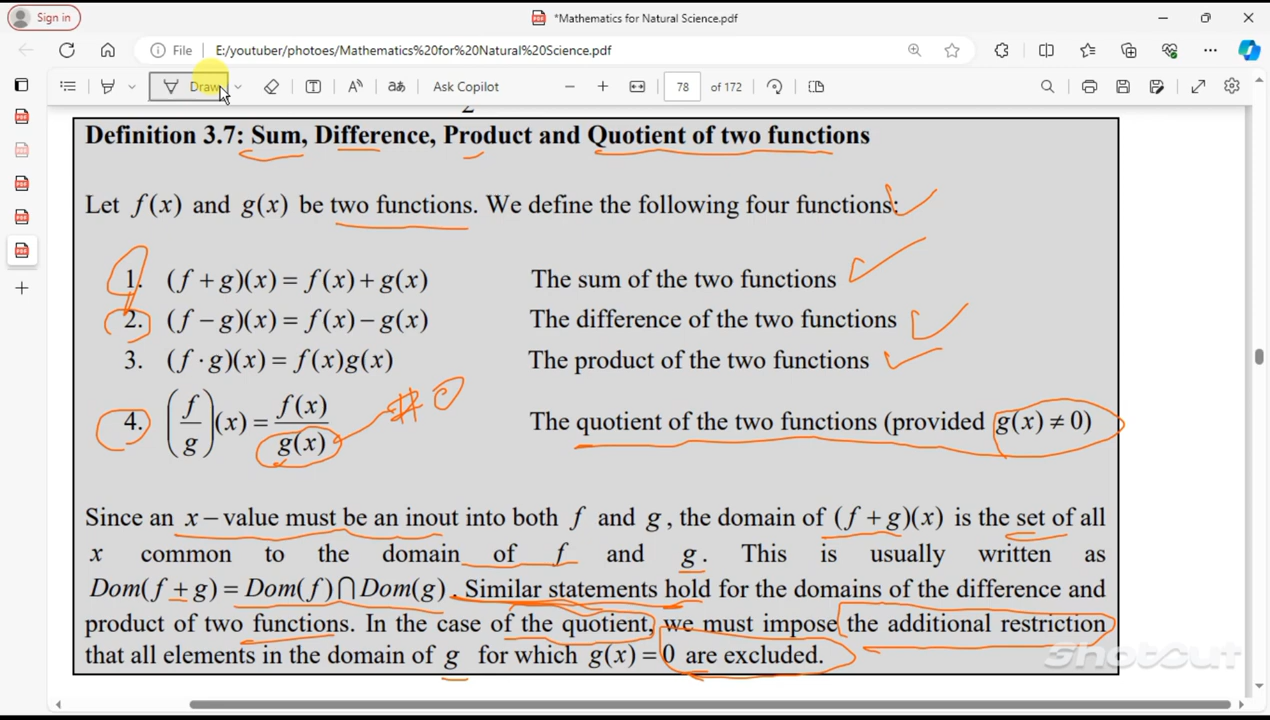 Sign in
*Mathematics for Natural Science.pdf
File
E:/youtuber/photoes/Mathematics%20for%20Natural%20Science.pdf
Draw
aあ
Ask Copilot
78 of 172
2
Definition 3.7: Sum, Difference, Product and Quotient of two functions
Let f(x) and g(x) be two functions. We define the following four functions:
1. (f + g)(x) = f(x) + g(x) The sum of the two functions
2. (f − g)(x) = f(x) − g(x) The difference of the two functions
3. (f · g)(x) = f(x)g(x) The product of the two functions
4. (f/g)(x) = f(x)/g(x) ≠ 0 The quotient of the two functions (provided g(x) ≠ 0)
Since an x – value must be an inout into both f and g, the domain of (f + g)(x) is the set of all
x common to the domain of f and g. This is usually written as
Dom(f + g) = Dom(f) ⋂ Dom(g). Similar statements hold for the domains of the difference and
product of two functions. In the case of the quotient, we must impose the additional restriction
that all elements in the domain of g for which g(x) = 0 are excluded.
Shotcut